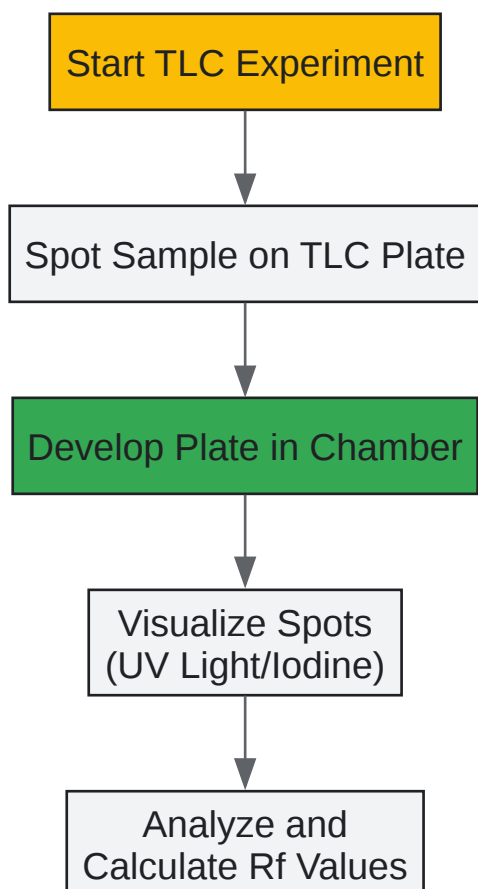 Start TLC Experiment
Spot Sample on TLC Plate
Develop Plate in Chamber
Visualize Spots
(UV Light/Iodine)
Analyze and
Calculate Rf Values